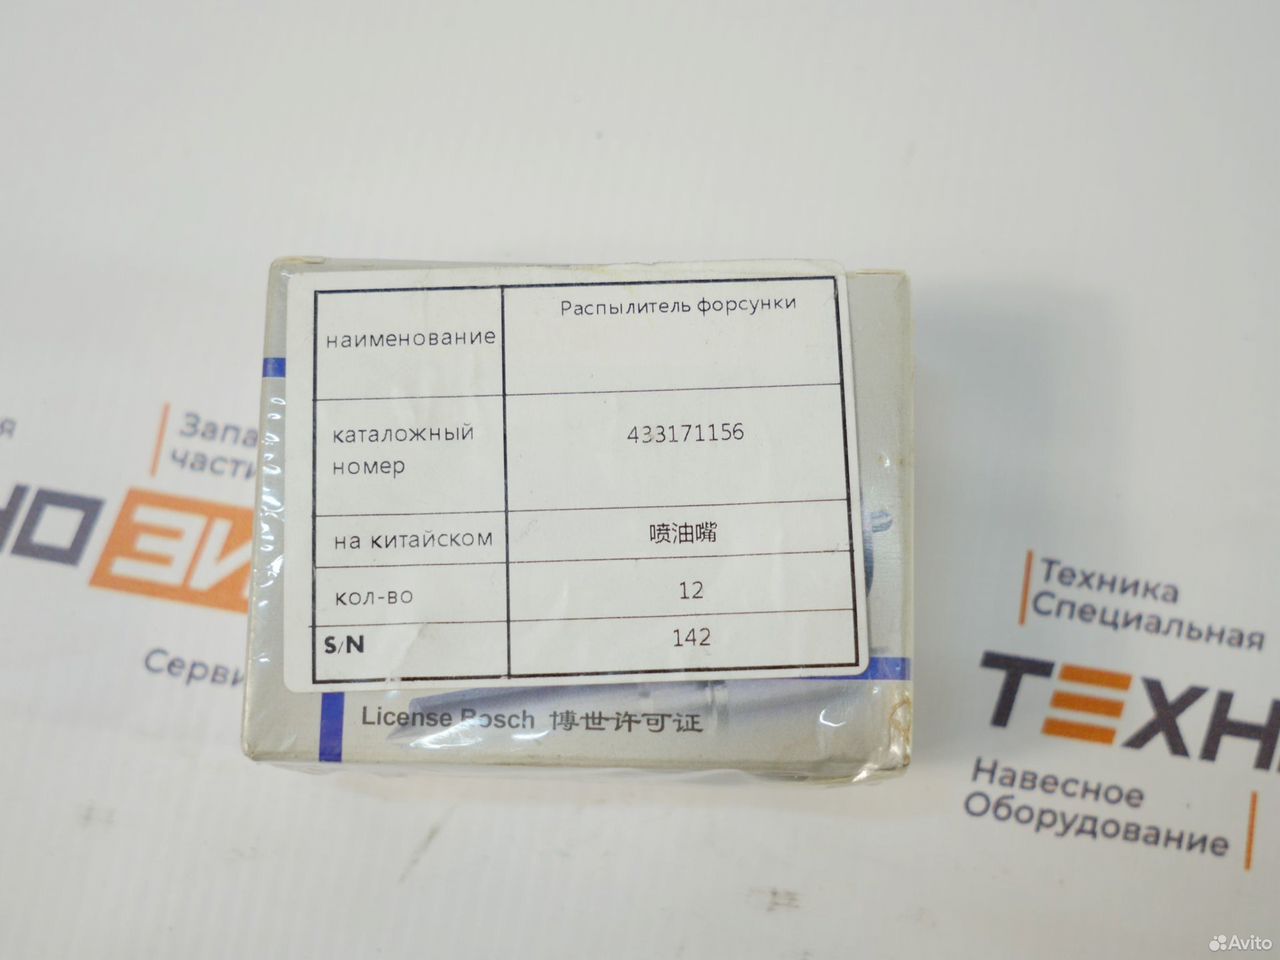 наименование
Распылитель форсунки
каталожный
номер
433171156
на китайском
喷油嘴
кол-во
12
S/N
142
License Bosch 博世许可证
Запа
части
Серви
Техника
Специальная
ТЕХН
Навесное
Оборудование
Avito